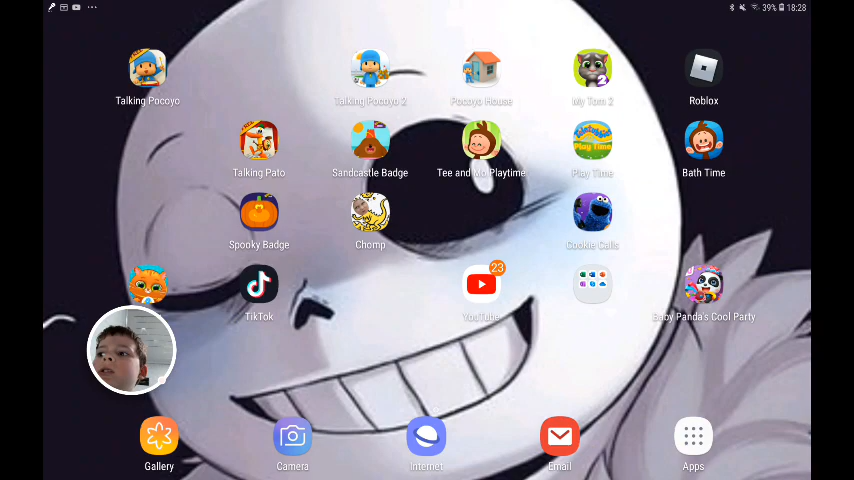 39% 18:28
Talking Pocoyo
Talking Pocoyo 2
Pocoyo House
My Tom 2
Roblox
Talking Pato
Sandcastle Badge
Tee and Mo Playtime
Play Time
Bath Time
Spooky Badge
Chomp
Cookie Calls
23
TikTok
YouTube
Baby Panda's Cool Party
Gallery
Camera
Internet
Email
Apps